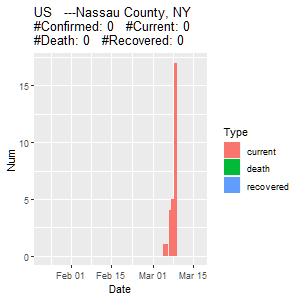 US   ---Nassau County, NY
#Confirmed: 0   #Current: 0
#Death: 0   #Recovered: 0
Type
current
death
recovered
Num
15
10
5
0
Feb 01
Feb 15
Mar 01
Mar 15
Date